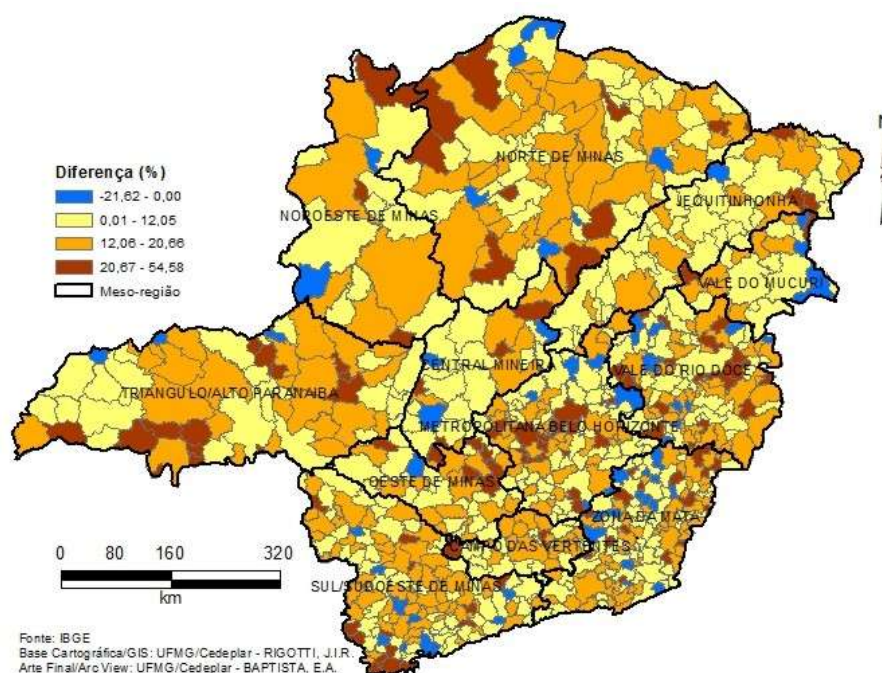 Diferença (%)
-21,62 - 0,00
0,01 - 12,05
12,06 - 20,66
20,67 - 54,58
Meso-região
NORTE DE MINAS
JEQUITINHONHA
NOROESTE DE MINAS
VALE DO MUCURI
CENTRAL MINEIRA
VALE DO RIO DOCE
TRIANGULO/ALTO PARANAIBA
METROPOLITANA BELO HORIZONTE
OESTE DE MINAS
ZONA DA MATA
CAMPO DAS VERTENTES
SUL/SUDOESTE DE MINAS
0 80 160 320
km
Fonte: IBGE
Base Cartográfica/GIS: UFMG/Cedeplar - RIGOTTI, J.I.R.
Arte Final/Arc View: UFMG/Cedeplar - BAPTISTA, E.A.